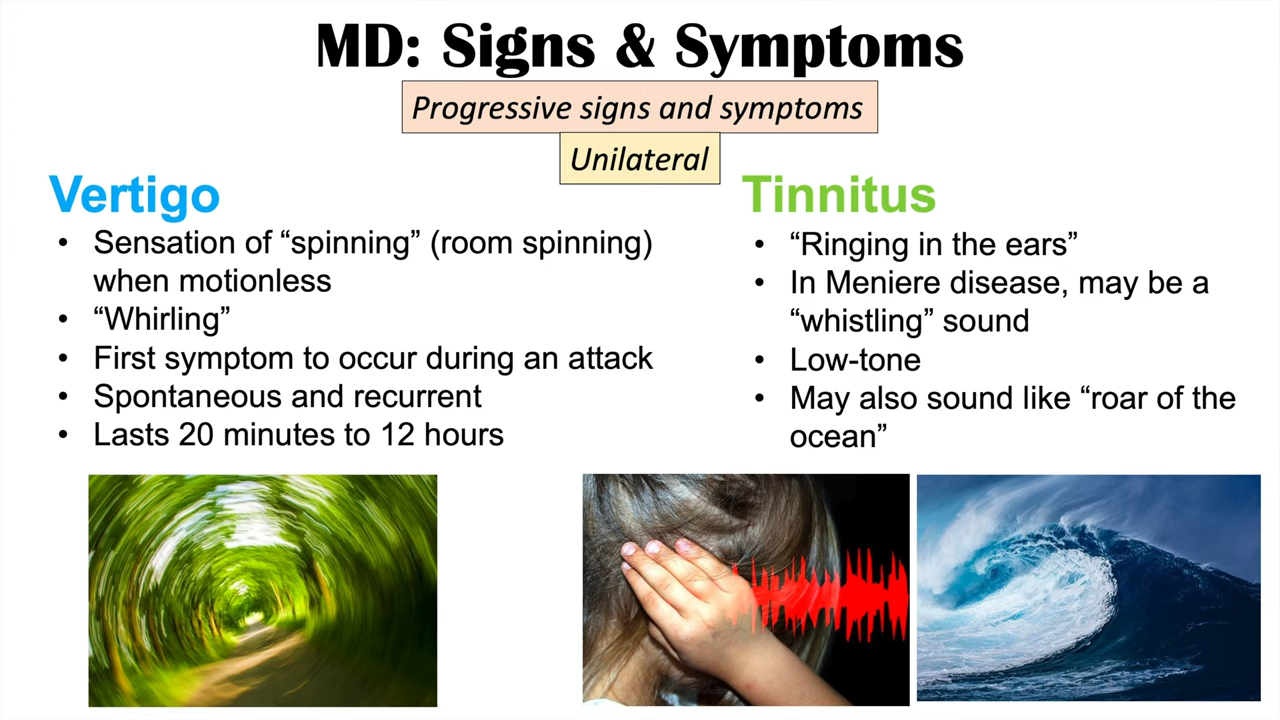 MD: Signs & Symptoms
Progressive signs and symptoms
Unilateral
Vertigo
• Sensation of “spinning” (room spinning)
when motionless
• “Whirling”
• First symptom to occur during an attack
• Spontaneous and recurrent
• Lasts 20 minutes to 12 hours
Tinnitus
• “Ringing in the ears”
• In Meniere disease, may be a
“whistling” sound
• Low-tone
• May also sound like “roar of the
ocean”